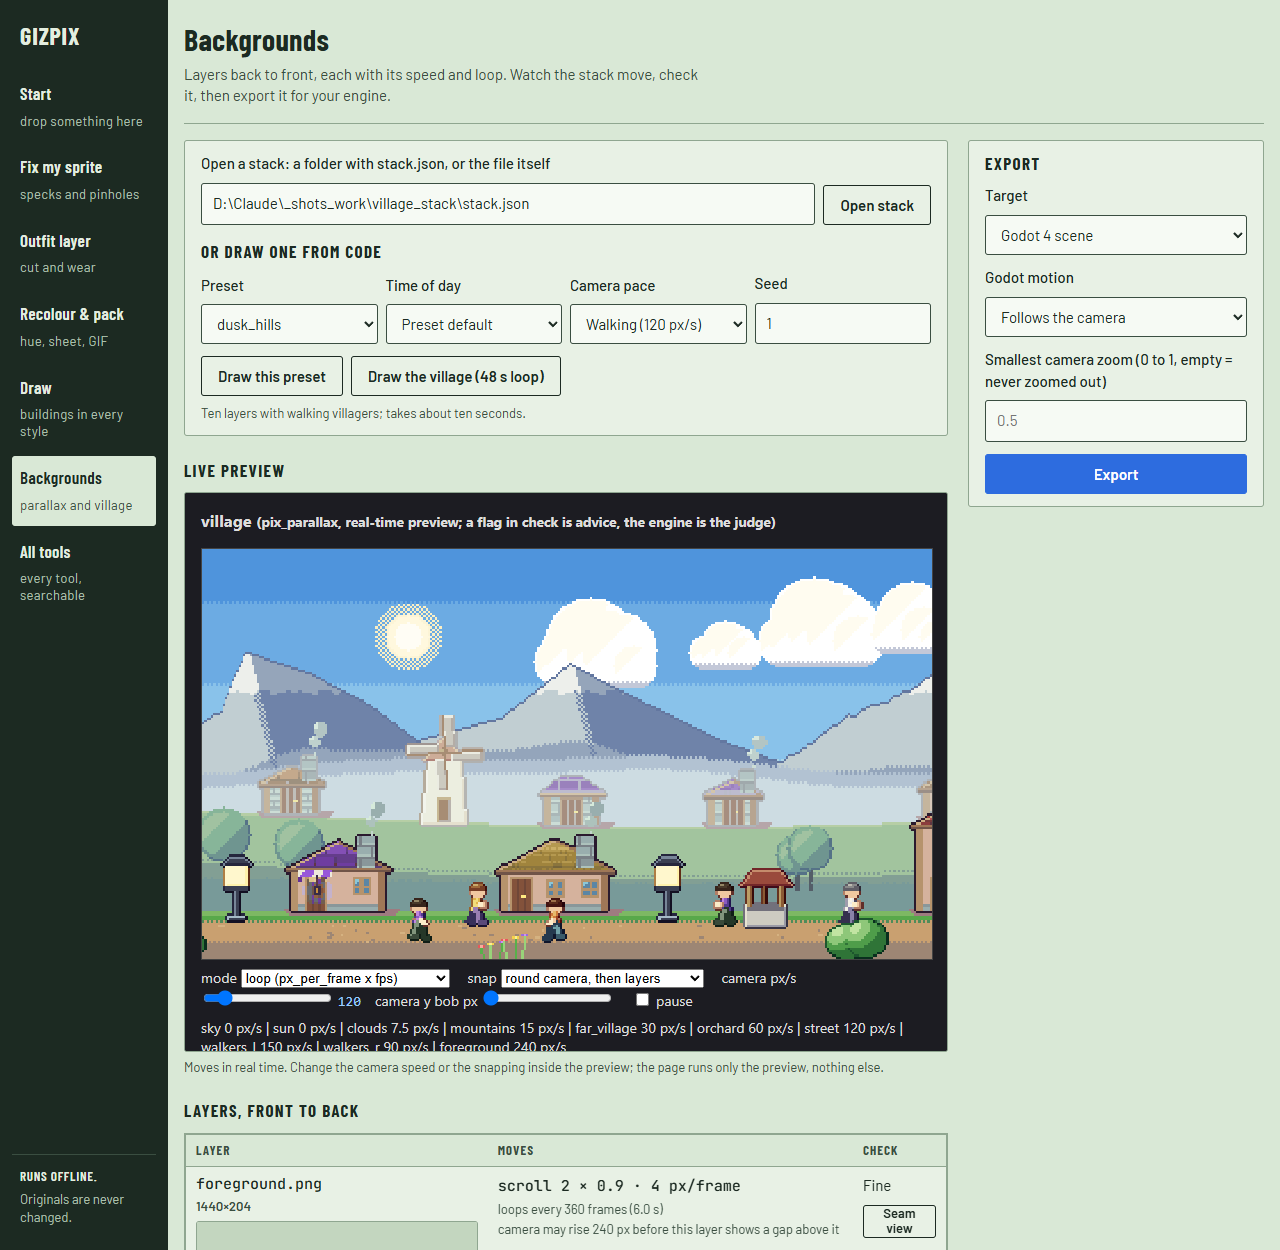 GIZPIX
Start
drop something here
Fix my sprite
specks and pinholes
Outfit layer
cut and wear
Recolour & pack
hue, sheet, GIF
Draw
buildings in every
style
Backgrounds
parallax and village
All tools
every tool,
searchable
RUNS OFFLINE.
Originals are never
changed.
Backgrounds
Layers back to front, each with its speed and loop. Watch the stack move, check
it, then export it for your engine.
Open a stack: a folder with stack.json, or the file itself
D:\Claude\_shots_work\village_stack\stack.json
Open stack
OR DRAW ONE FROM CODE
Preset Time of day Camera pace Seed
dusk_hills Preset default Walking (120 px/s) 1
Draw this preset Draw the village (48 s loop)
Ten layers with walking villagers; takes about ten seconds.
LIVE PREVIEW
village (pix_parallax, real-time preview; a flag in check is advice, the engine is the judge)
mode loop (px_per_frame x fps) snap round camera, then layers camera px/s
120 camera y bob px pause
sky 0 px/s | sun 0 px/s | clouds 7.5 px/s | mountains 15 px/s | far_village 30 px/s | orchard 60 px/s | street 120 px/s |
walkers_l 150 px/s | walkers_r 90 px/s | foreground 240 px/s
Moves in real time. Change the camera speed or the snapping inside the preview; the page runs only the preview, nothing else.
LAYERS, FRONT TO BACK
LAYER MOVES CHECK
foreground.png scroll 2 × 0.9 · 4 px/frame Fine
1440×204 loops every 360 frames (6.0 s)
camera may rise 240 px before this layer shows a gap above it
Seam
view
EXPORT
Target
Godot 4 scene
Godot motion
Follows the camera
Smallest camera zoom (0 to 1, empty =
never zoomed out)
0.5
Export